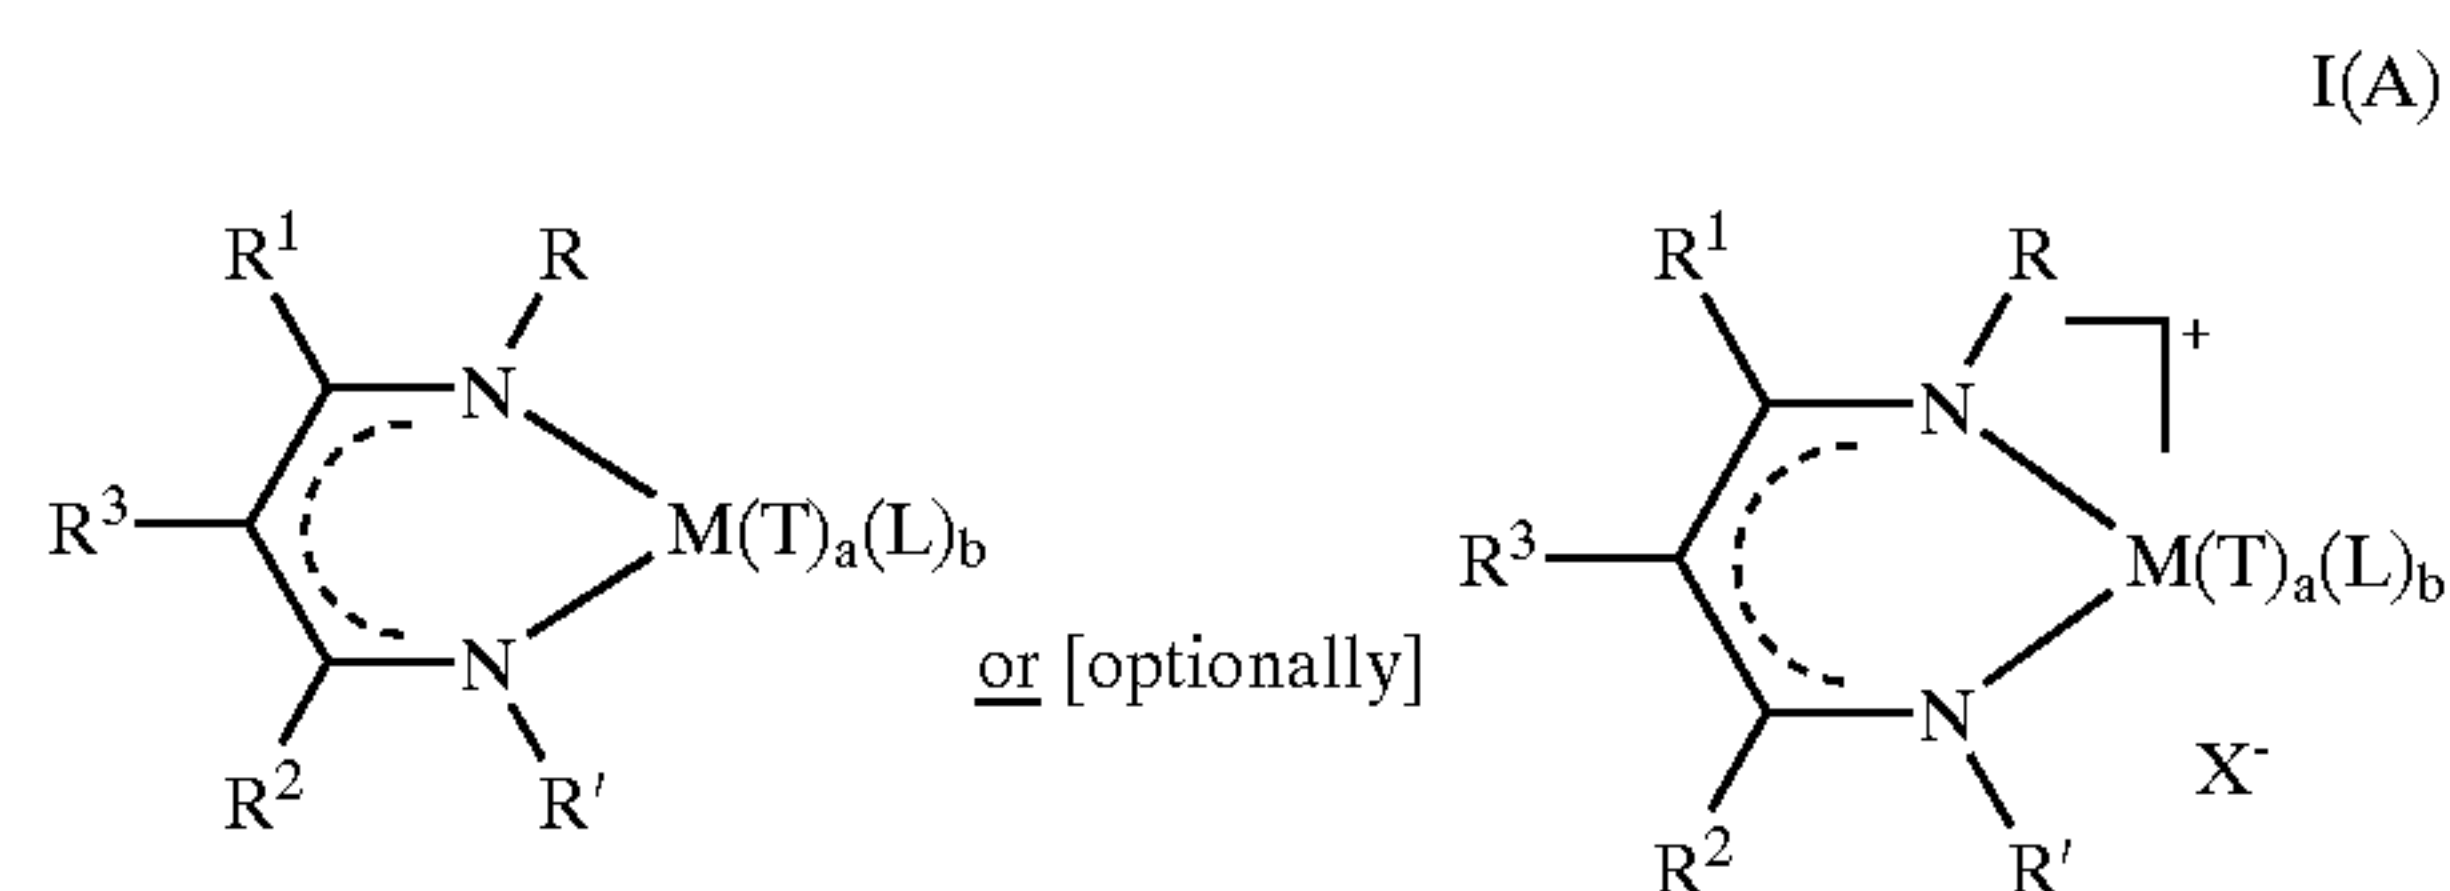 I(A)
R1 R R1 R
+
N N
R3 M(T)a(L)b R3 M(T)a(L)b
N or [optionally] N
X-
R2 R' R2 R'